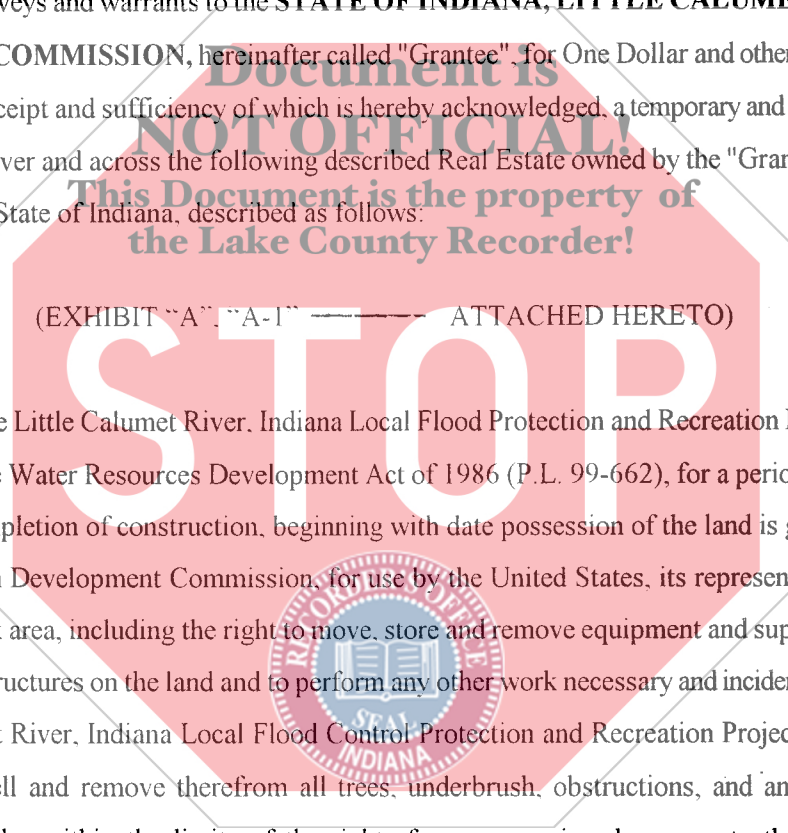 veys and warrants to the STATE OF INDIANA, LITTLE CALUME
COMMISSION, hereinafter called "Grantee", for One Dollar and other
Document is
ceipt and sufficiency of which is hereby acknowledged, a temporary and
NOT OFFICIAL!
ver and across the following described Real Estate owned by the "Gran
This Document is the property of
State of Indiana, described as follows:
the Lake County Recorder!
(EXHIBIT "A", "A-1" ———— ATTACHED HERETO)
STOP
e Little Calumet River, Indiana Local Flood Protection and Recreation
e Water Resources Development Act of 1986 (P.L. 99-662), for a perio
pletion of construction, beginning with date possession of the land is g
n Development Commission, for use by the United States, its represen
k area, including the right to move, store and remove equipment and sup
RECORDER'S OFFICE
ructures on the land and to perform any other work necessary and inciden
SEAL
t River, Indiana Local Flood Control Protection and Recreation Projec
INDIANA
ell and remove therefrom all trees, underbrush, obstructions, and an